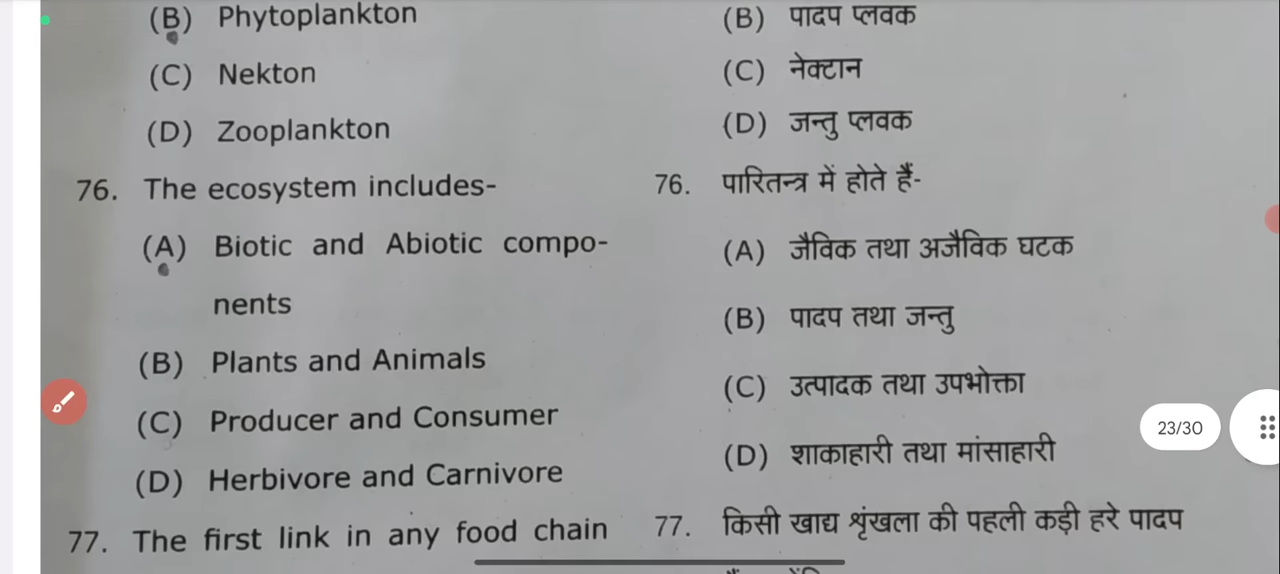 (B) Phytoplankton
(C) Nekton
(D) Zooplankton
76. The ecosystem includes-
(A) Biotic and Abiotic compo-
nents
(B) Plants and Animals
(C) Producer and Consumer
(D) Herbivore and Carnivore
77. The first link in any food chain
(B) पादप प्लवक
(C) नेक्टान
(D) जन्तु प्लवक
76. पारितन्त्र में होते हैं-
(A) जैविक तथा अजैविक घटक
(B) पादप तथा जन्तु
(C) उत्पादक तथा उपभोक्ता
(D) शाकाहारी तथा मांसाहारी
77. किसी खाद्य शृंखला की पहली कड़ी हरे पादप
23/30